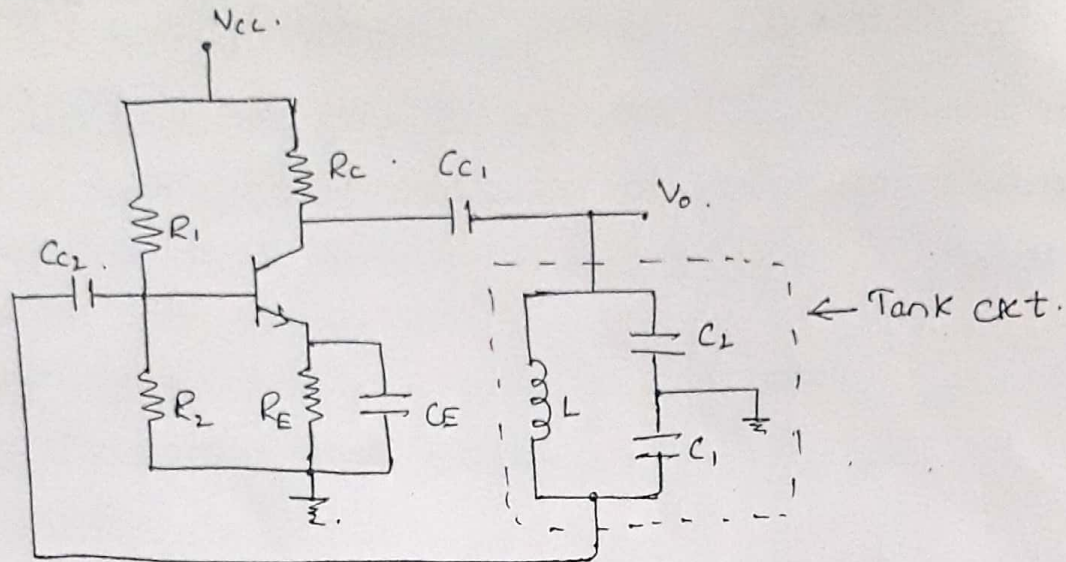 Vcc.
Rc .
Cc1
Vo.
R1
Cc2.
← Tank ckt.
C2
L
R2
RE
CE
C1